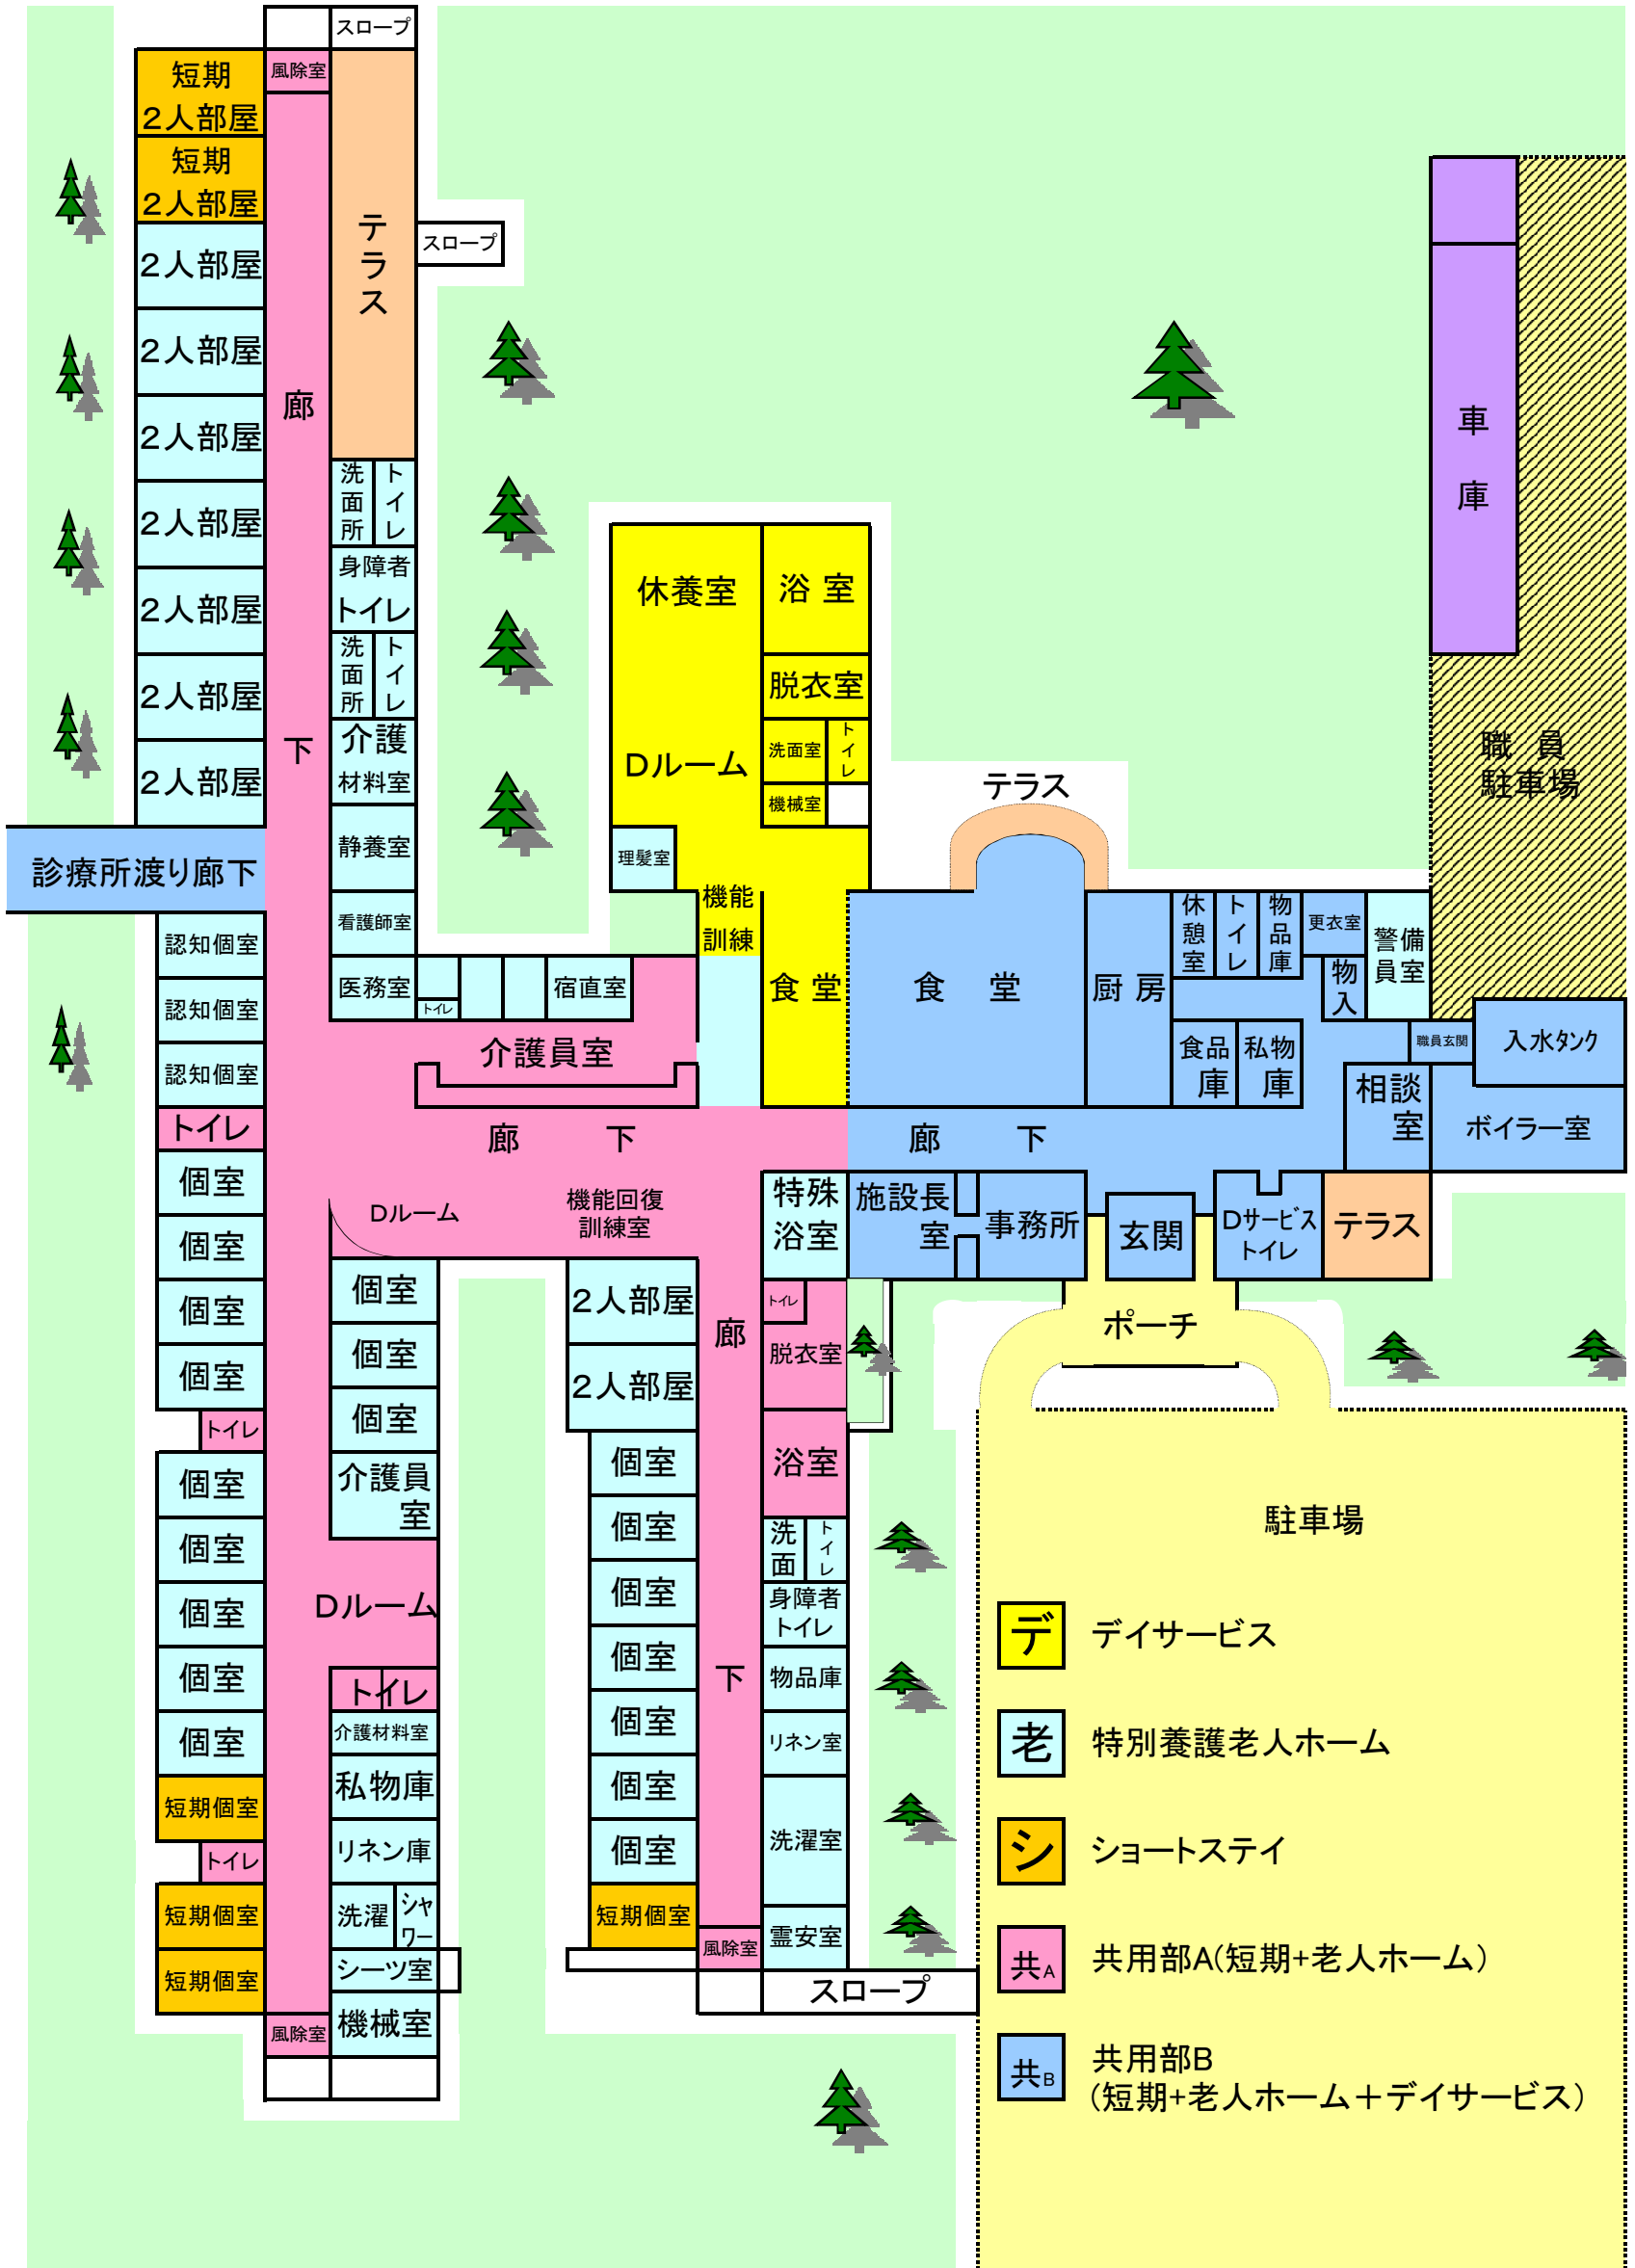 スロープ
風除室
短期
２人部屋
短期
２人部屋
２人部屋
２人部屋
２人部屋
２人部屋
２人部屋
２人部屋
２人部屋
テラス
スロープ
廊
下
洗面所
トイレ
身障者
トイレ
洗面所
トイレ
介護
材料室
静養室
看護師室
医務室
トイレ
宿直室
介護員室
診療所渡り廊下
認知個室
認知個室
認知個室
トイレ
個室
個室
個室
個室
トイレ
個室
個室
個室
個室
個室
短期個室
トイレ
短期個室
短期個室
風除室
休養室
浴室
脱衣室
Dルーム
洗面室
トイレ
機械室
理髪室
機能
訓練
食堂
テラス
食　堂
厨房
休憩室
トイレ
物品庫
更衣室
物入
警備
員室
食品
庫
私物
庫
職員玄関
入水タンク
相談
室
ボイラー室
車
庫
職　員
駐車場
廊　下
廊　下
Dルーム
機能回復
訓練室
特殊
浴室
施設長
室
事務所
玄関
Dサービス
トイレ
テラス
ポーチ
個室
個室
個室
介護員
室
Dルーム
トイレ
介護材料室
私物庫
リネン庫
洗濯
シャ
ワー
シーツ室
機械室
２人部屋
２人部屋
個室
個室
個室
個室
個室
個室
個室
短期個室
廊
下
風除室
トイレ
脱衣室
浴室
洗
面
トイレ
身障者
トイレ
物品庫
リネン室
洗濯室
霊安室
スロープ
駐車場
デ　デイサービス
老　特別養護老人ホーム
シ　ショートステイ
共A　共用部A(短期+老人ホーム)
共B　共用部B
(短期+老人ホーム＋デイサービス)